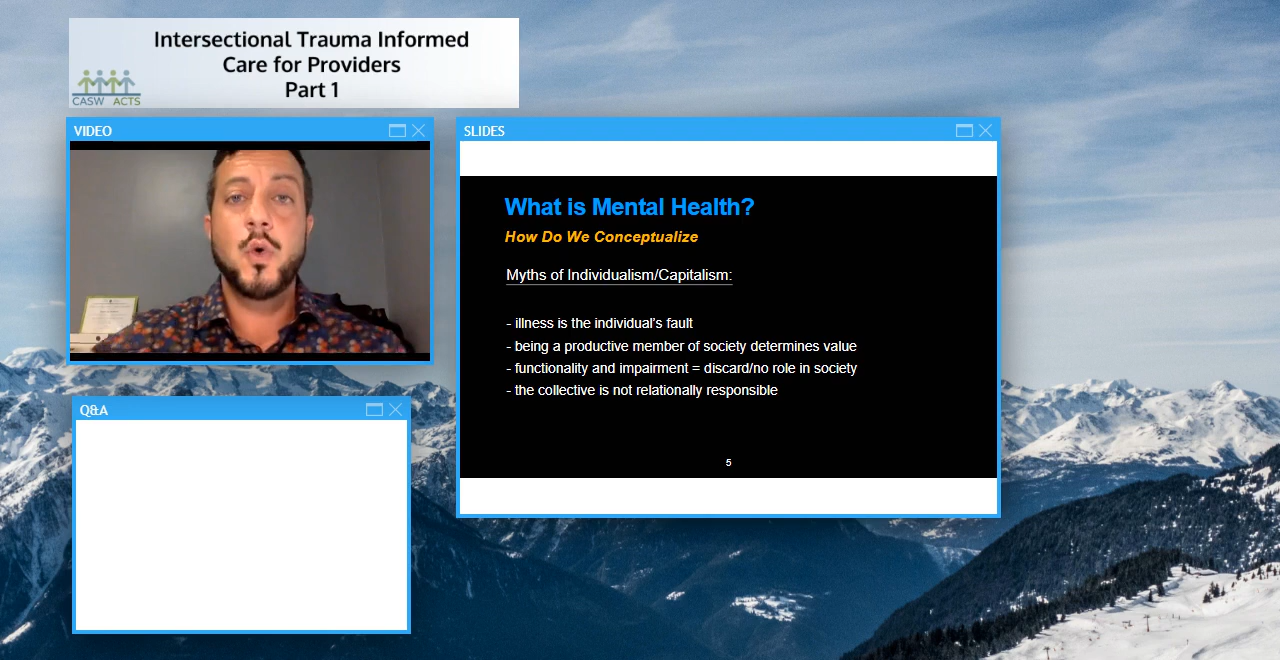 Intersectional Trauma Informed
Care for Providers
Part 1
CASW ACTS
VIDEO
SLIDES
What is Mental Health?
How Do We Conceptualize
Myths of Individualism/Capitalism:
- illness is the individual's fault
- being a productive member of society determines value
- functionality and impairment = discard/no role in society
- the collective is not relationally responsible
5
Q&A